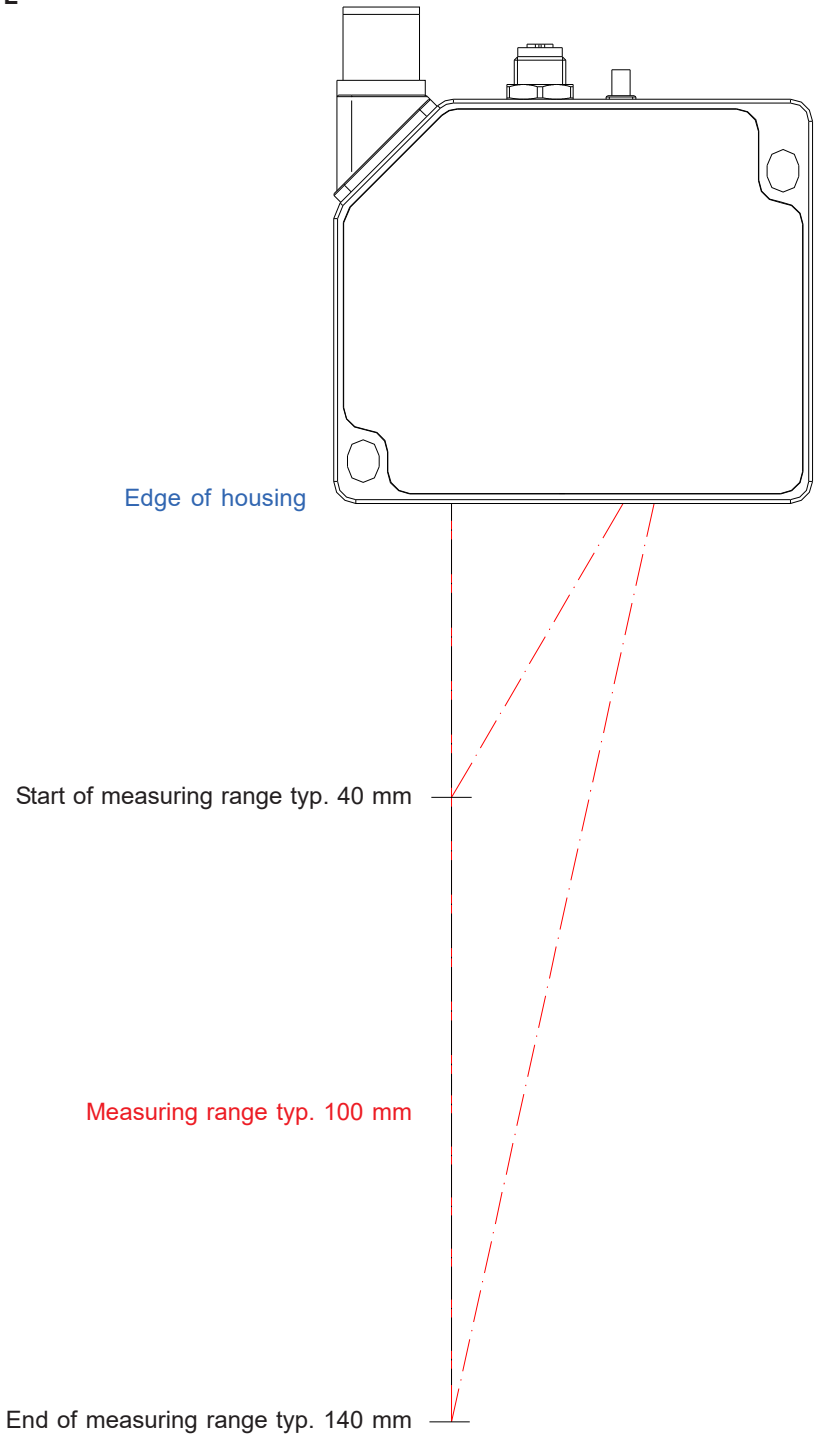 Edge of housing
Start of measuring range typ. 40 mm
Measuring range typ. 100 mm
End of measuring range typ. 140 mm